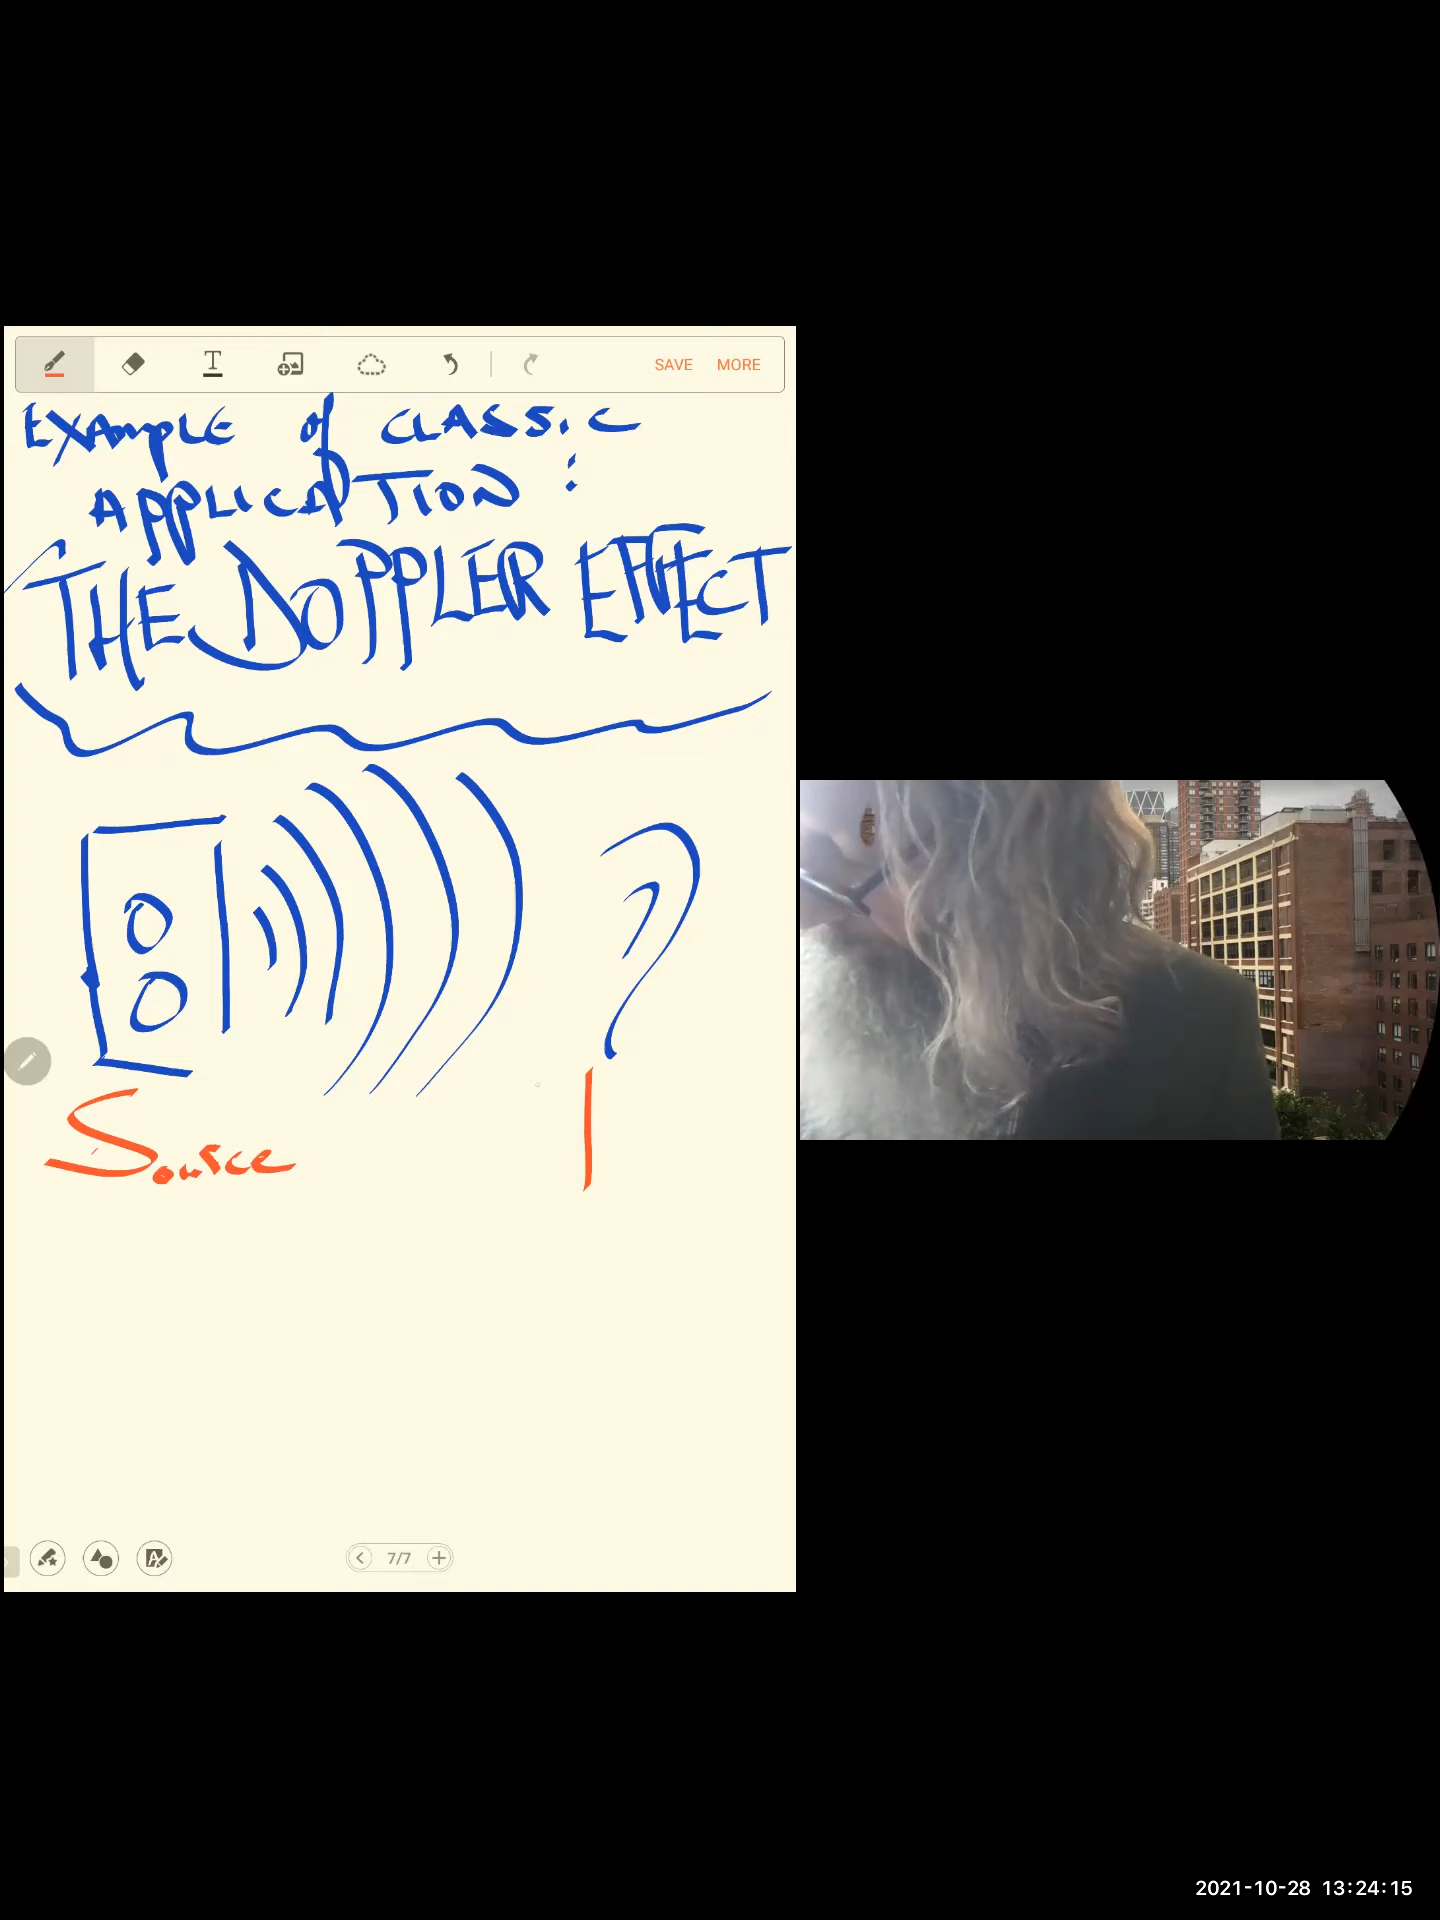 SAVE MORE
EXAMPLE of CLASSIC
APPLICATION :
THE DOPPLER EFFECT
Source
7/7
2021-10-28 13:24:15